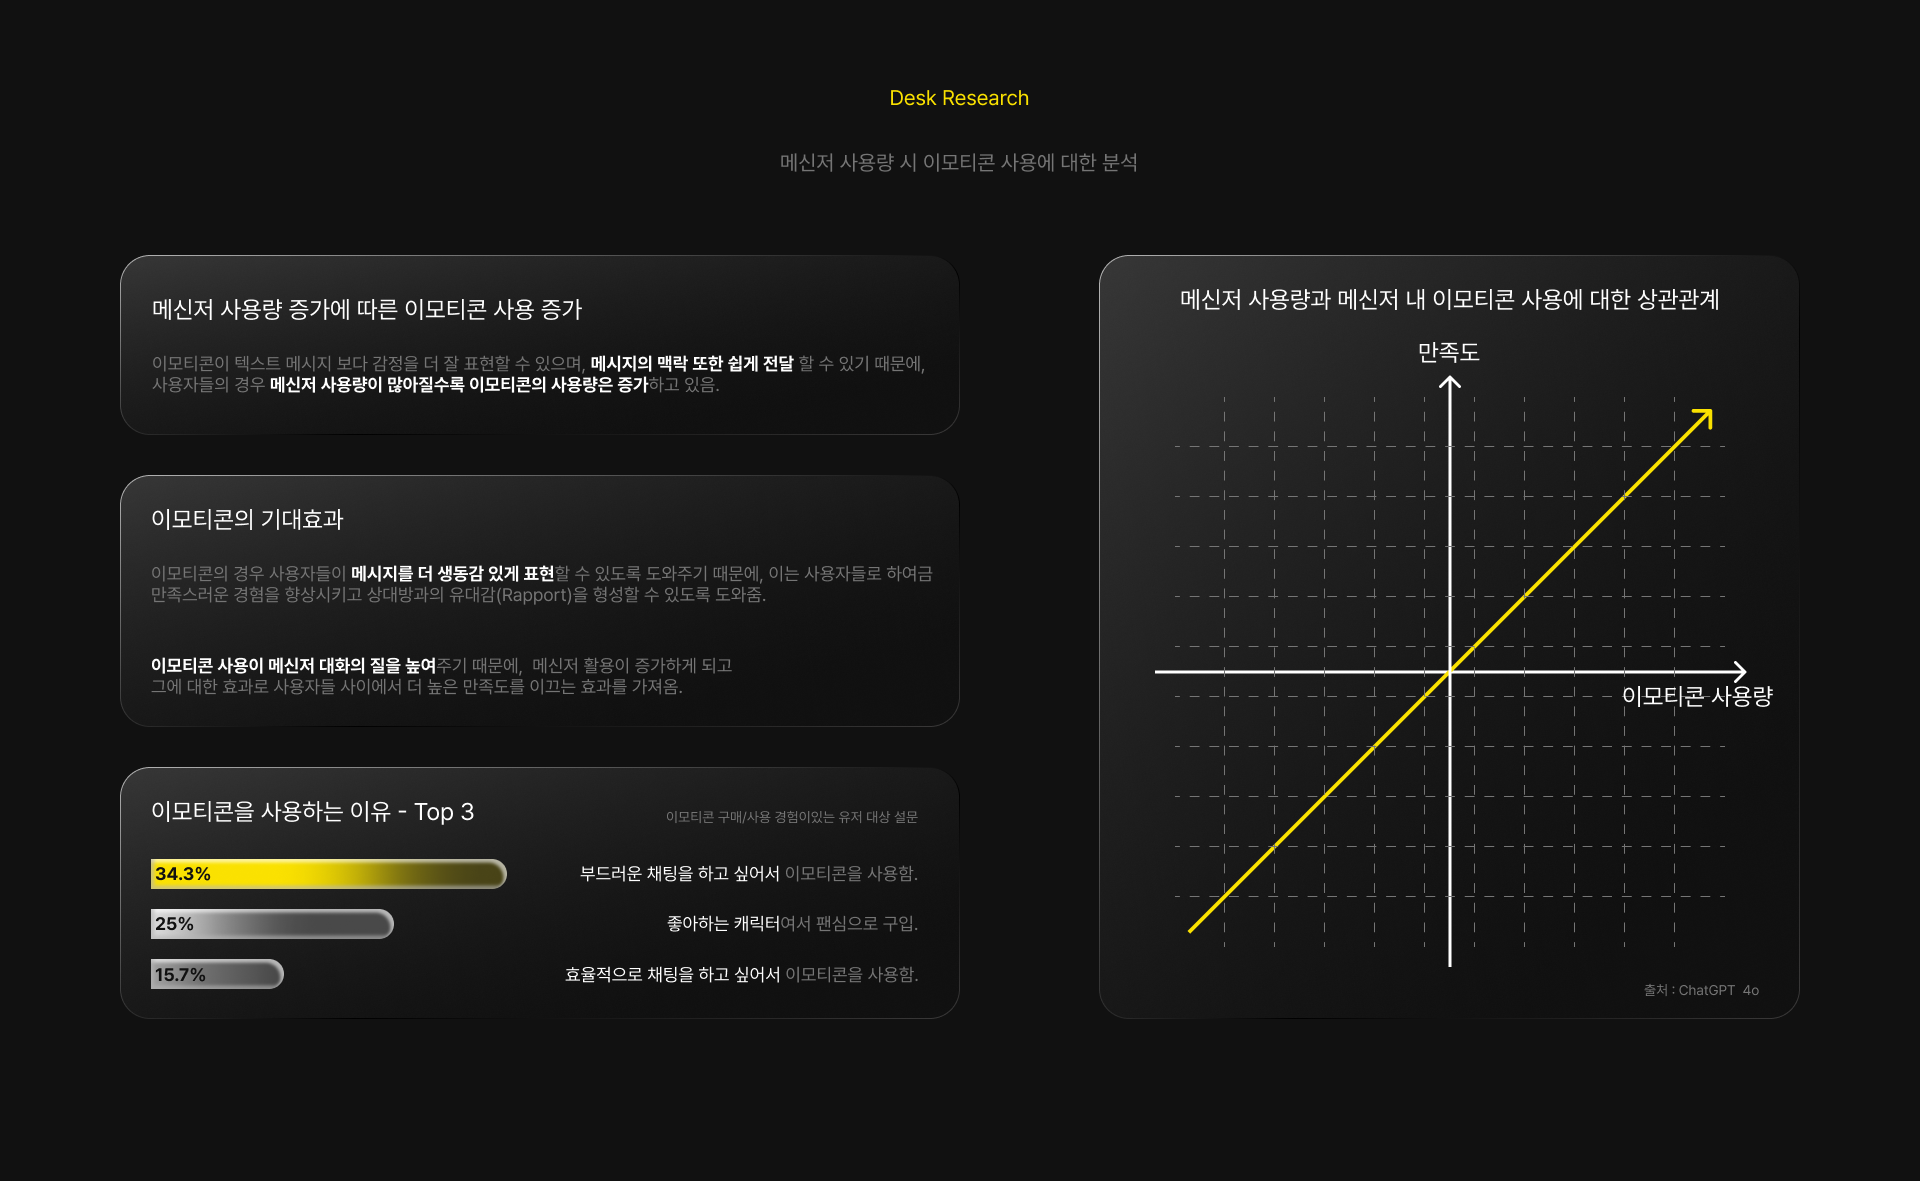 Desk Research
메신저 사용량 시 이모티콘 사용에 대한 분석
메신저 사용량 증가에 따른 이모티콘 사용 증가
이모티콘이 텍스트 메시지 보다 감정을 더 잘 표현할 수 있으며, 메시지의 맥락 또한 쉽게 전달 할 수 있기 때문에,
사용자들의 경우 메신저 사용량이 많아질수록 이모티콘의 사용량은 증가하고 있음.
이모티콘의 기대효과
이모티콘의 경우 사용자들이 메시지를 더 생동감 있게 표현할 수 있도록 도와주기 때문에, 이는 사용자들로 하여금
만족스러운 경혐을 향상시키고 상대방과의 유대감(Rapport)을 형성할 수 있도록 도와줌.
이모티콘 사용이 메신저 대화의 질을 높여주기 때문에, 메신저 활용이 증가하게 되고
그에 대한 효과로 사용자들 사이에서 더 높은 만족도를 이끄는 효과를 가져옴.
이모티콘을 사용하는 이유 - Top 3
이모티콘 구매/사용 경험이있는 유저 대상 설문
34.3%
부드러운 채팅을 하고 싶어서 이모티콘을 사용함.
25%
좋아하는 캐릭터여서 팬심으로 구입.
15.7%
효율적으로 채팅을 하고 싶어서 이모티콘을 사용함.
메신저 사용량과 메신저 내 이모티콘 사용에 대한 상관관계
만족도
이모티콘 사용량
출처 : ChatGPT 4o